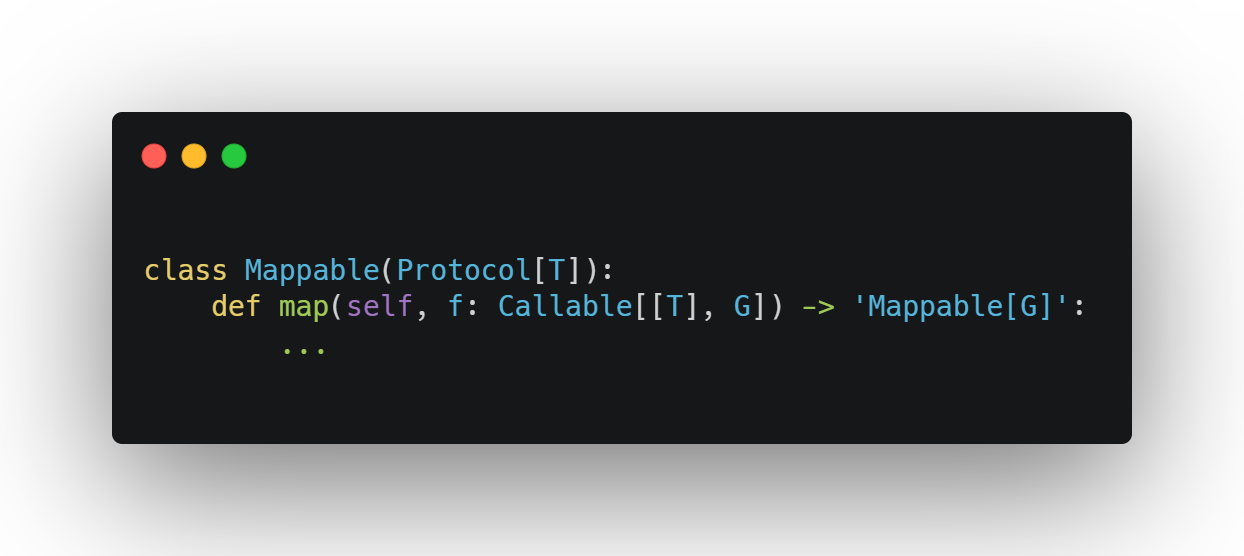 class Mappable(Protocol[T]):
    def map(self, f: Callable[[T], G]) -> 'Mappable[G]':
        ...